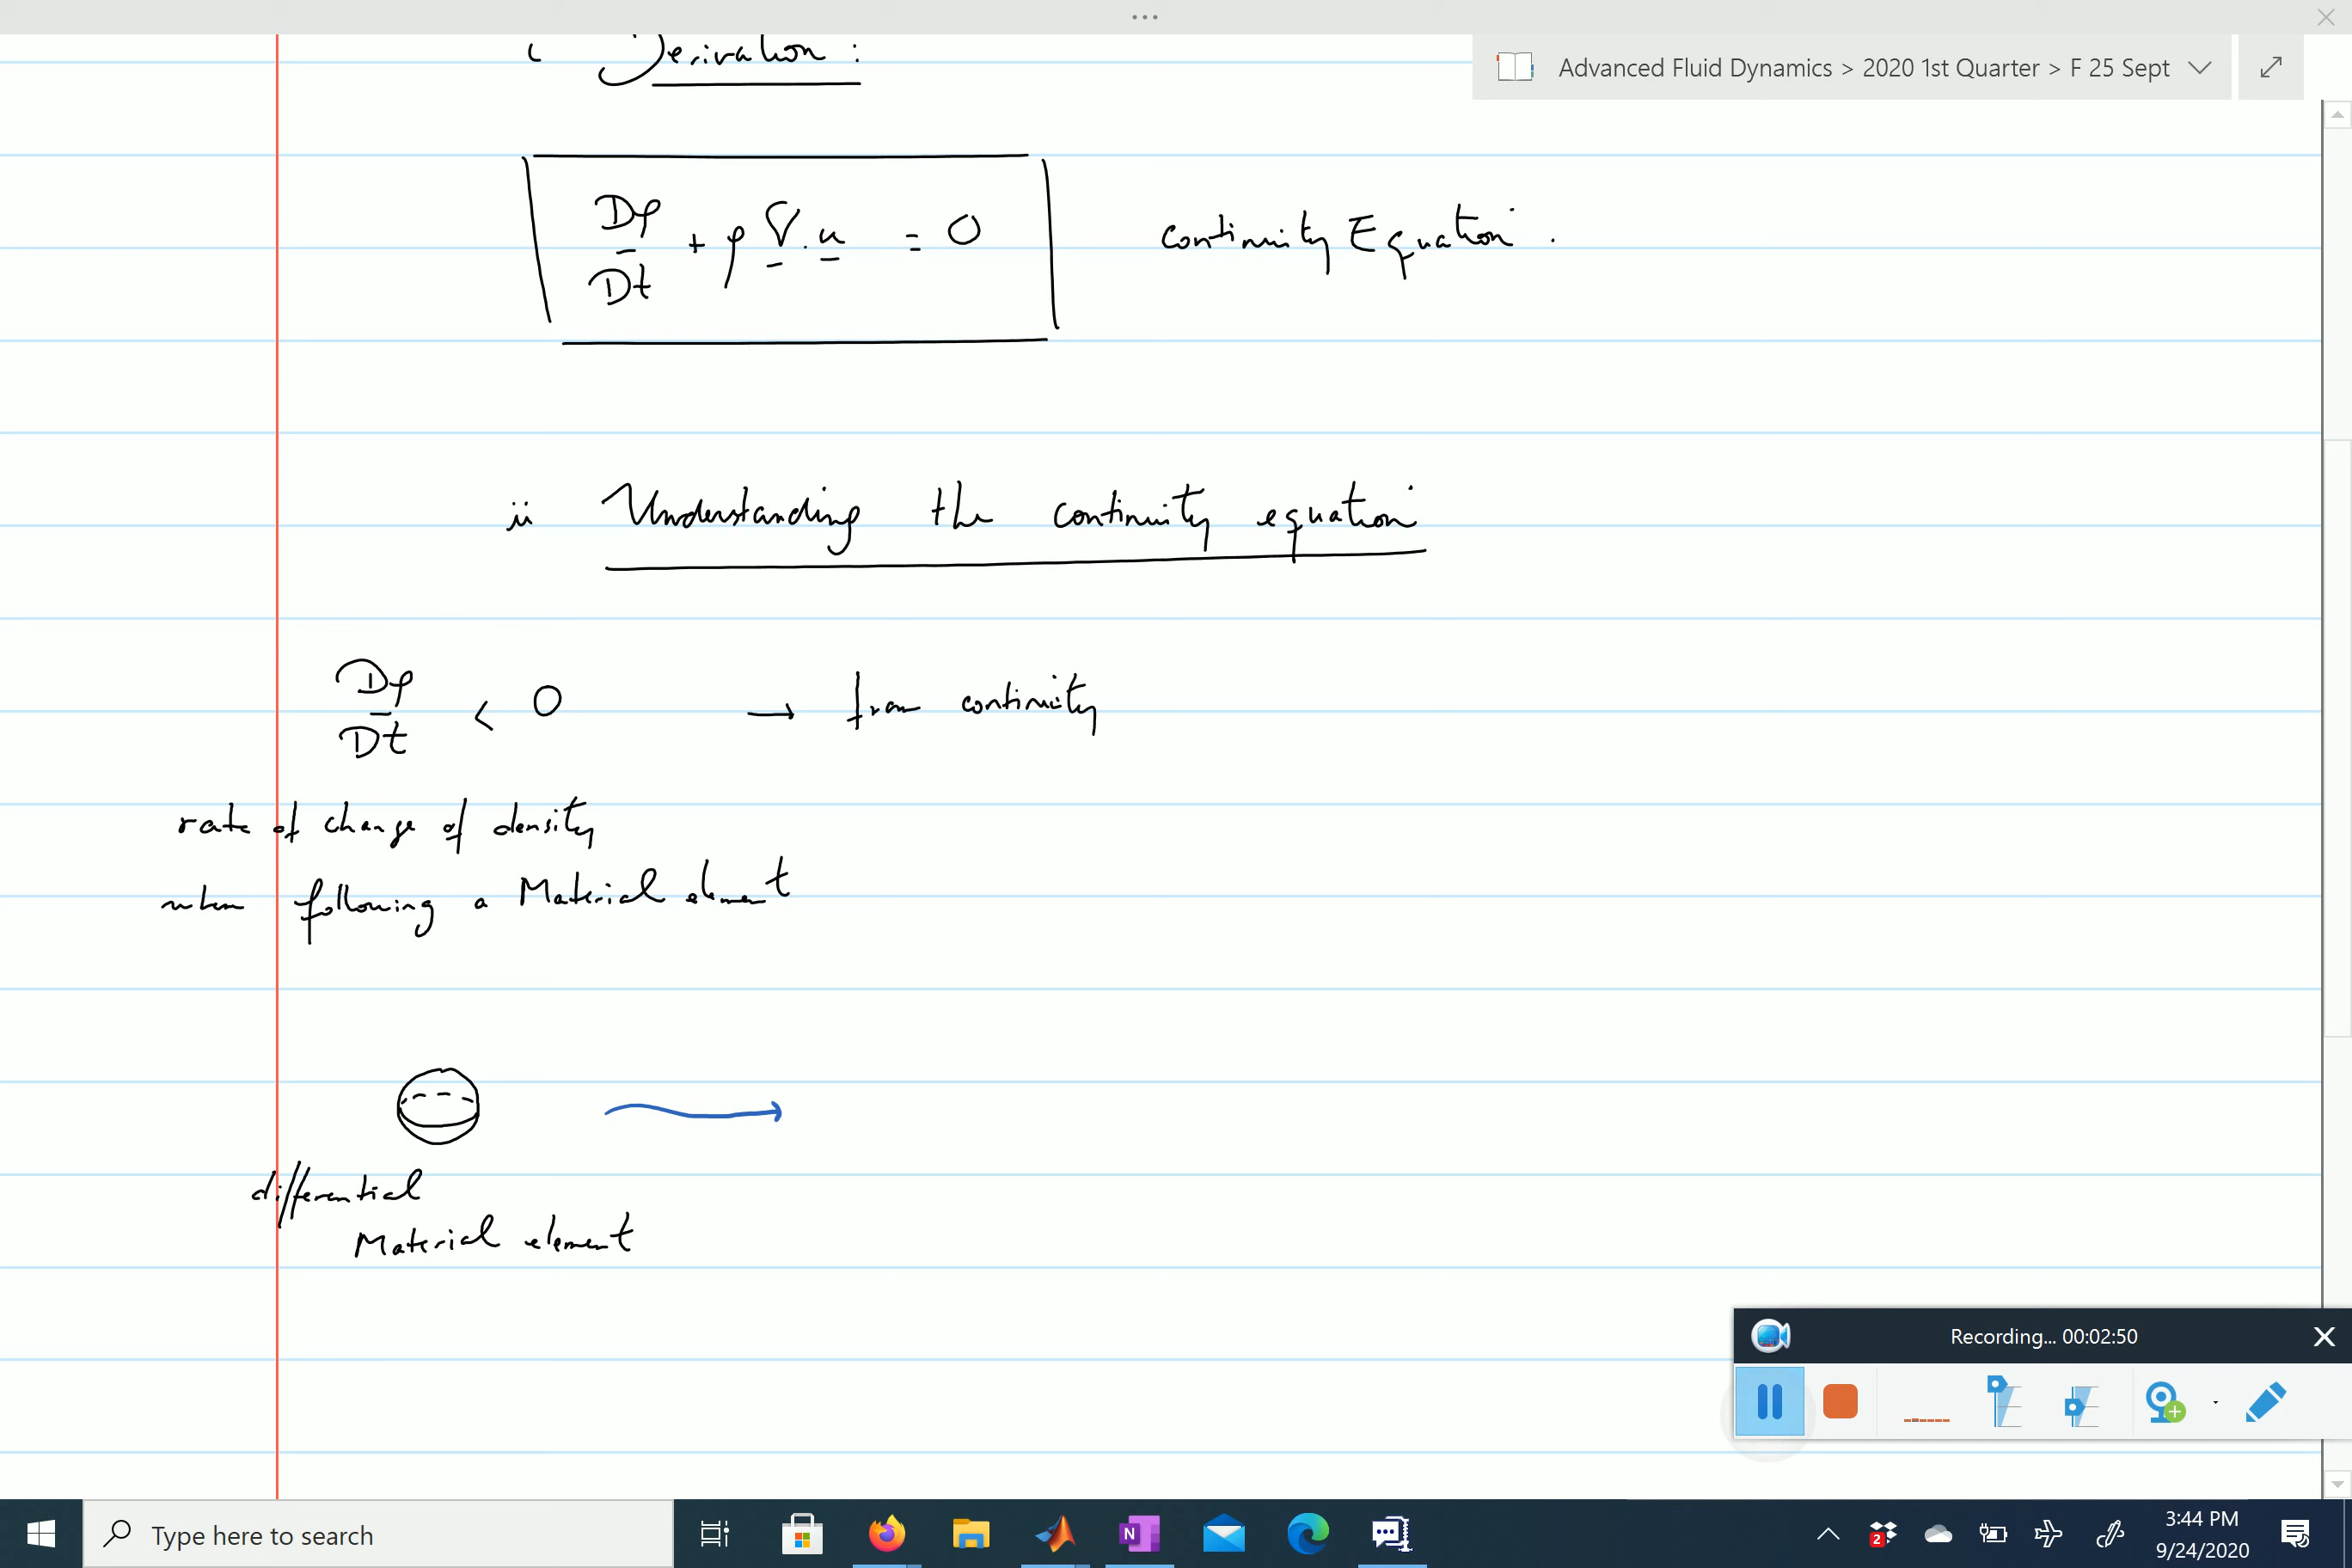 Advanced Fluid Dynamics > 2020 1st Quarter > F 25 Sept
i Derivation :
Dρ/Dt + ρ ∇ . u = 0 continuity Equation .
ii Understanding the continuity equation
Dρ/Dt < 0 → from continuity
rate of change of density
when following a Material element
differential
Material element
Recording... 00:02:50
Type here to search
N
2
3:44 PM
9/24/2020